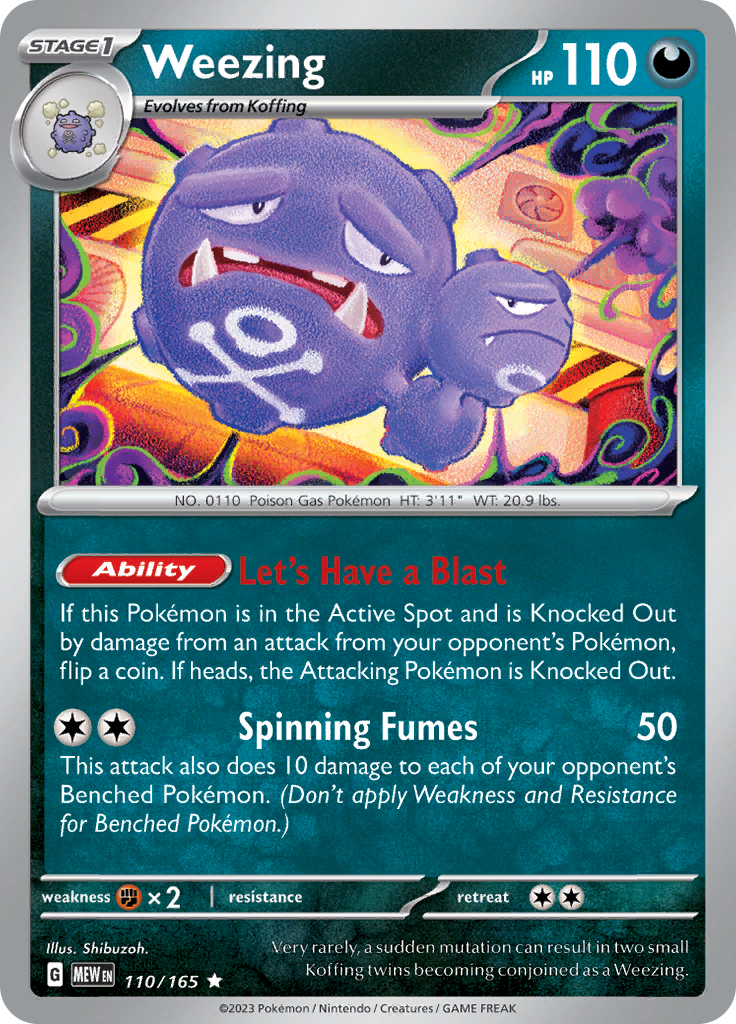 STAGE1
Weezing
HP 110
Evolves from Koffing
NO. 0110 Poison Gas Pokémon HT: 3'11" WT: 20.9 lbs.
Ability Let's Have a Blast
If this Pokémon is in the Active Spot and is Knocked Out
by damage from an attack from your opponent's Pokémon,
flip a coin. If heads, the Attacking Pokémon is Knocked Out.
Spinning Fumes 50
This attack also does 10 damage to each of your opponent's
Benched Pokémon. (Don't apply Weakness and Resistance
for Benched Pokémon.)
weakness ×2 resistance retreat
Illus. Shibuzoh.
Very rarely, a sudden mutation can result in two small
Koffing twins becoming conjoined as a Weezing.
G MEW EN 110/165 ★
©2023 Pokémon / Nintendo / Creatures / GAME FREAK